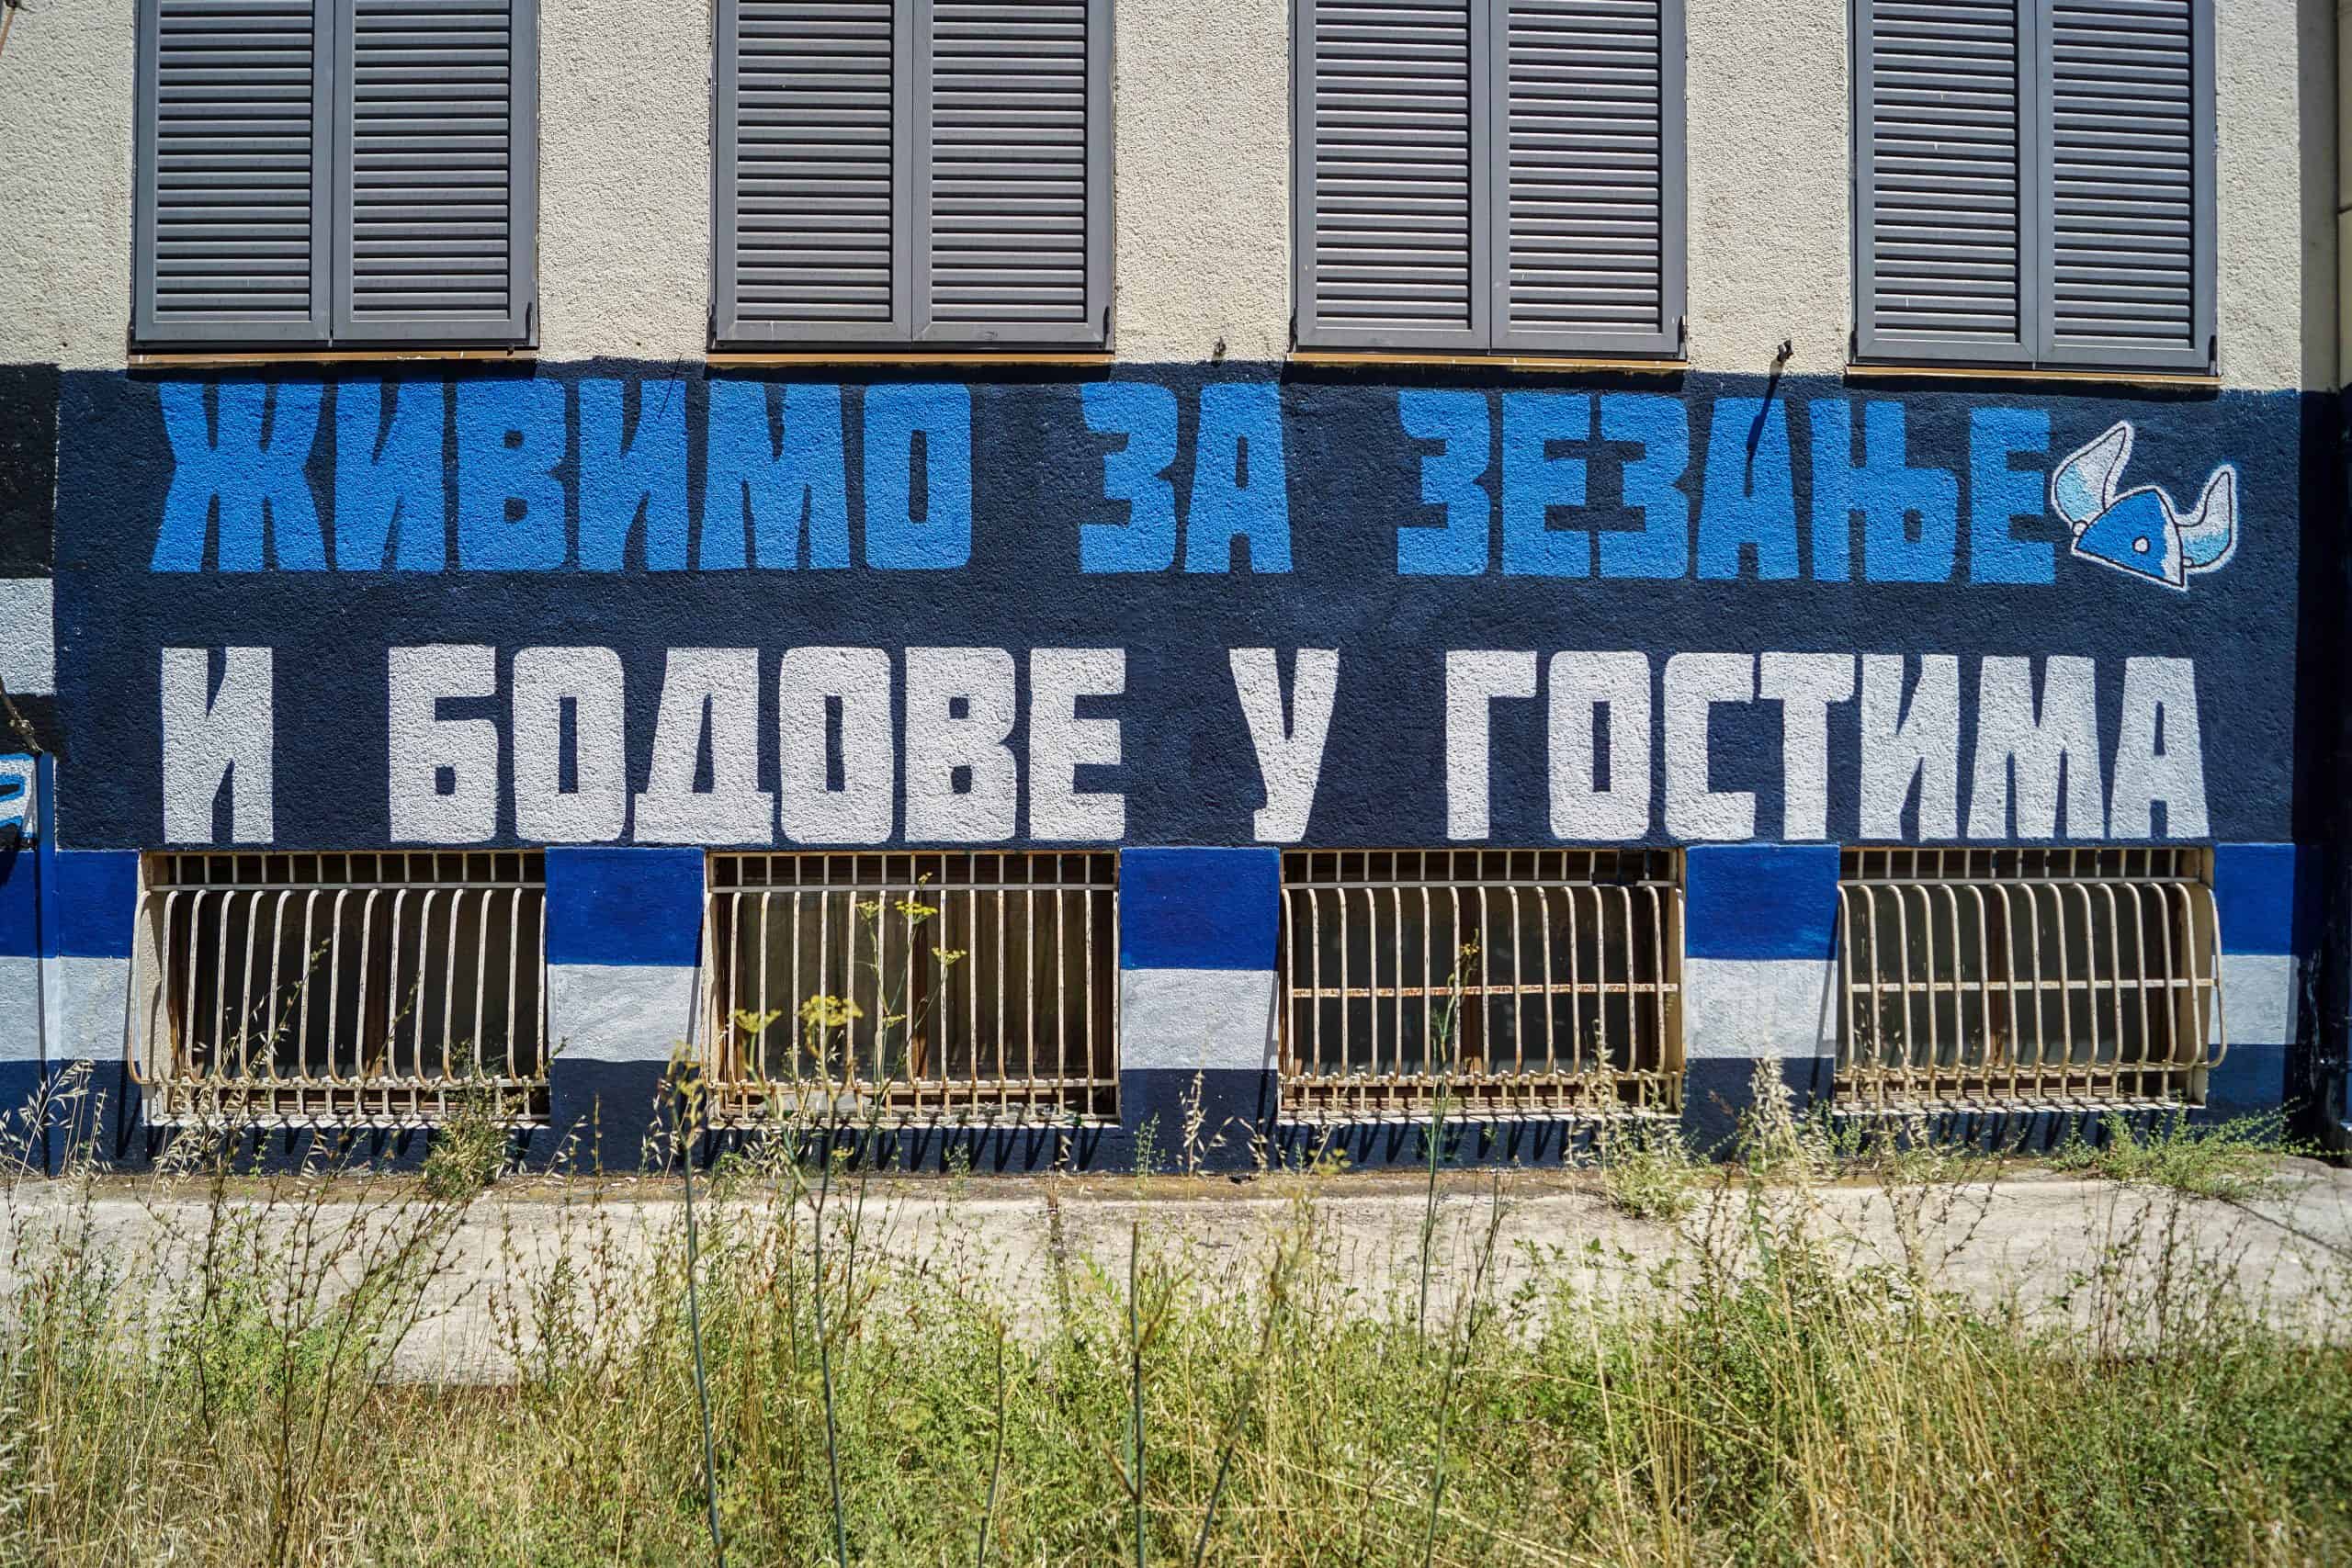 ЖИВИМО ЗА ЗЕЗАЊЕ
И БОДОВЕ У ГОСТИМА